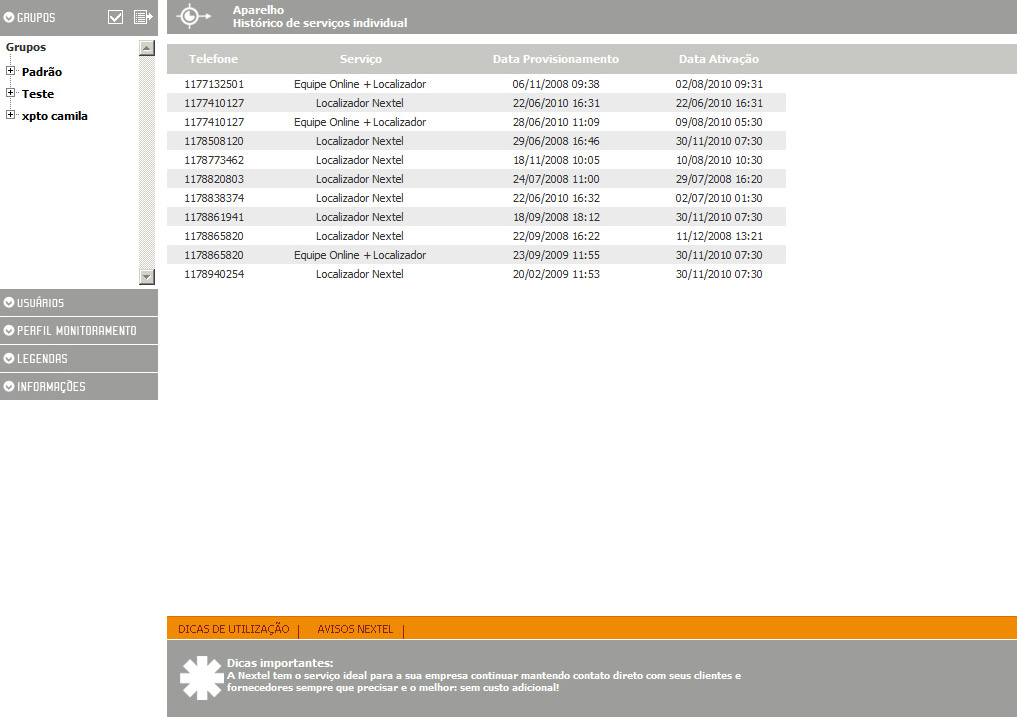 GRUPOS
Grupos
Padrão
Teste
xpto camila
USUÁRIOS
PERFIL MONITORAMENTO
LEGENDAS
INFORMAÇÕES
Aparelho
Histórico de serviços individual
Telefone Serviço Data Provisionamento Data Ativação
1177132501 Equipe Online +Localizador 06/11/2008 09:38 02/08/2010 09:31
1177410127 Localizador Nextel 22/06/2010 16:31 22/06/2010 16:31
1177410127 Equipe Online +Localizador 28/06/2010 11:09 09/08/2010 05:30
1178508120 Localizador Nextel 29/06/2008 16:46 30/11/2010 07:30
1178773462 Localizador Nextel 18/11/2008 10:05 10/08/2010 10:30
1178820803 Localizador Nextel 24/07/2008 11:00 29/07/2008 16:20
1178838374 Localizador Nextel 22/06/2010 16:32 02/07/2010 01:30
1178861941 Localizador Nextel 18/09/2008 18:12 30/11/2010 07:30
1178865820 Localizador Nextel 22/09/2008 16:22 11/12/2008 13:21
1178865820 Equipe Online +Localizador 23/09/2009 11:55 30/11/2010 07:30
1178940254 Localizador Nextel 20/02/2009 11:53 30/11/2010 07:30
DICAS DE UTILIZAÇÃO | AVISOS NEXTEL |
Dicas importantes:
A Nextel tem o serviço ideal para a sua empresa continuar mantendo contato direto com seus clientes e
fornecedores sempre que precisar e o melhor: sem custo adicional!